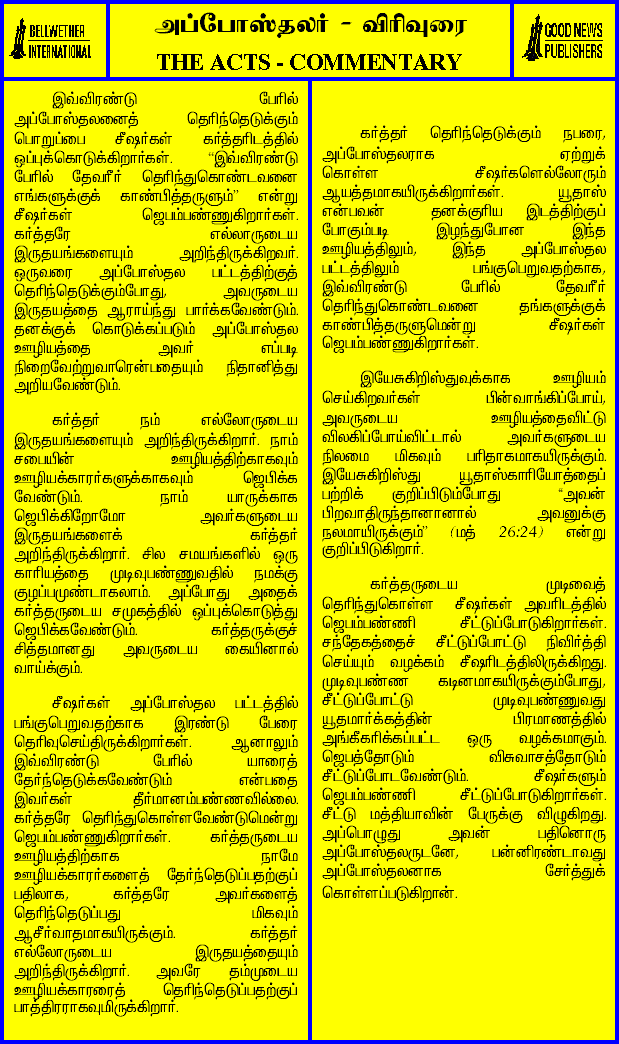 BELLWETHER
INTERNATIONAL
அப்போஸ்தலர் - விரிவுரை
THE ACTS - COMMENTARY
GOOD NEWS
PUBLISHERS
இவ்விரண்டு பேரில்
அப்போஸ்தலனைத் தெரிந்தெடுக்கும்
பொறுப்பை சீஷர்கள் கர்த்தரிடத்தில்
ஒப்புக்கொடுக்கிறார்கள். “இவ்விரண்டு
பேரில் தேவரீர் தெரிந்துகொண்டவனை
எங்களுக்குக் காண்பித்தருளும்” என்று
சீஷர்கள் ஜெபம்பண்ணுகிறார்கள்.
கர்த்தரே எல்லாருடைய
இருதயங்களையும் அறிந்திருக்கிறவர்.
ஒருவரை அப்போஸ்தல பட்டத்திற்குத்
தெரிந்தெடுக்கும்போது, அவருடைய
இருதயத்தை ஆராய்ந்து பார்க்கவேண்டும்.
தனக்குக் கொடுக்கப்படும் அப்போஸ்தல
ஊழியத்தை அவர் எப்படி
நிறைவேற்றுவாரென்பதையும் நிதானித்து
அறியவேண்டும்.
கர்த்தர் நம் எல்லோருடைய
இருதயங்களையும் அறிந்திருக்கிறார். நாம்
சபையின் ஊழியத்திற்காகவும்
ஊழியக்காரர்களுக்காகவும் ஜெபிக்க
வேண்டும். நாம் யாருக்காக
ஜெபிக்கிறோமோ அவர்களுடைய
இருதயங்களைக் கர்த்தர்
அறிந்திருக்கிறார். சில சமயங்களில் ஒரு
காரியத்தை முடிவுபண்ணுவதில் நமக்கு
குழப்பமுண்டாகலாம். அப்போது அதைக்
கர்த்தருடைய சமுகத்தில் ஒப்புக்கொடுத்து
ஜெபிக்கவேண்டும். கர்த்தருக்குச்
சித்தமானது அவருடைய கையினால்
வாய்க்கும்.
சீஷர்கள் அப்போஸ்தல பட்டத்தில்
பங்குபெறுவதற்காக இரண்டு பேரை
தெரிவுசெய்திருக்கிறார்கள். ஆனாலும்
இவ்விரண்டு பேரில் யாரைத்
தேர்ந்தெடுக்கவேண்டும் என்பதை
இவர்கள் தீர்மானம்பண்ணவில்லை.
கர்த்தரே தெரிந்துகொள்ளவேண்டுமென்று
ஜெபம்பண்ணுகிறார்கள். கர்த்தருடைய
ஊழியத்திற்காக நாமே
ஊழியக்காரர்களைத் தேர்ந்தெடுப்பதற்குப்
பதிலாக, கர்த்தரே அவர்களைத்
தெரிந்தெடுப்பது மிகவும்
ஆசீர்வாதமாகயிருக்கும். கர்த்தர்
எல்லோருடைய இருதயத்தையும்
அறிந்திருக்கிறார். அவரே தம்முடைய
ஊழியக்காரரைத் தெரிந்தெடுப்பதற்குப்
பாத்திரராகவுமிருக்கிறார்.
கர்த்தர் தெரிந்தெடுக்கும் நபரை,
அப்போஸ்தலராக ஏற்றுக்
கொள்ள சீஷர்களெல்லோரும்
ஆயத்தமாகயிருக்கிறார்கள். யூதாஸ்
என்பவன் தனக்குரிய இடத்திற்குப்
போகும்படி இழந்துபோன இந்த
ஊழியத்திலும், இந்த அப்போஸ்தல
பட்டத்திலும் பங்குபெறுவதற்காக,
இவ்விரண்டு பேரில் தேவரீர்
தெரிந்துகொண்டவனை தங்களுக்குக்
காண்பித்தருளுமென்று சீஷர்கள்
ஜெபம்பண்ணுகிறார்கள்.
இயேசுகிறிஸ்துவுக்காக ஊழியம்
செய்கிறவர்கள் பின்வாங்கிப்போய்,
அவருடைய ஊழியத்தைவிட்டு
விலகிப்போய்விட்டால் அவர்களுடைய
நிலமை மிகவும் பரிதாகமாகயிருக்கும்.
இயேசுகிறிஸ்து யூதாஸ்காரியோத்தைப்
பற்றிக் குறிப்பிடும்போது “அவன்
பிறவாதிருந்தானானால் அவனுக்கு
நலமாயிருக்கும்” (மத் 26:24) என்று
குறிப்பிடுகிறார்.
கர்த்தருடைய முடிவைத்
தெரிந்துகொள்ள சீஷர்கள் அவரிடத்தில்
ஜெபம்பண்ணி சீட்டுப்போடுகிறார்கள்.
சந்தேகத்தைச் சீட்டுப்போட்டு நிவிர்த்தி
செய்யும் வழக்கம் சீஷரிடத்திலிருக்கிறது.
முடிவுபண்ண கடினமாகயிருக்கும்போது,
சீட்டுப்போட்டு முடிவுபண்ணுவது
யூதமார்க்கத்தின் பிரமாணத்தில்
அங்கீகரிக்கப்பட்ட ஒரு வழக்கமாகும்.
ஜெபத்தோடும் விசுவாசத்தோடும்
சீட்டுப்போடவேண்டும். சீஷர்களும்
ஜெபம்பண்ணி சீட்டுப்போடுகிறார்கள்.
சீட்டு மத்தியாவின் பேருக்கு விழுகிறது.
அப்பொழுது அவன் பதினொரு
அப்போஸ்தலருடனே, பன்னிரண்டாவது
அப்போஸ்தலனாக சேர்த்துக்
கொள்ளப்படுகிறான்.